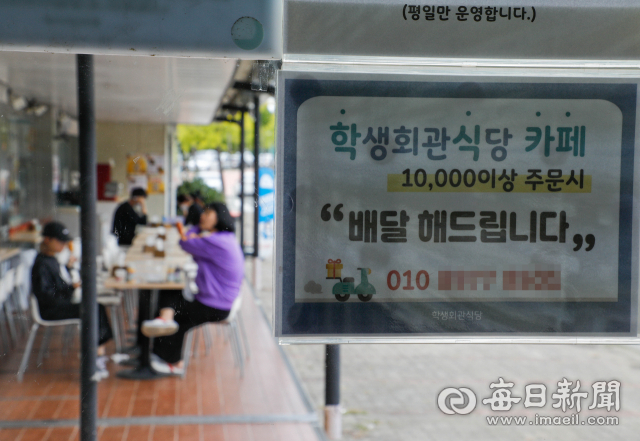 (평일만 운영합니다.)
학생회관식당 카페
10,000이상 주문시
“배달 해드립니다”
010
학생회관식당
每日新聞
www.imaeil.com